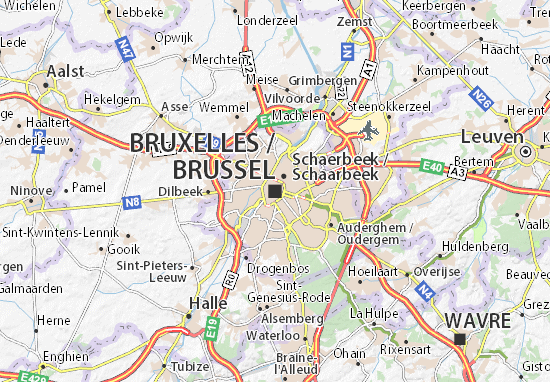 Wichelen
Lebbeke
Londerzeel
Zemst
Keerbergen
Boortmeerbeek
Lede
Opwijk
N47
Merchtem
A12
N1
Haacht
Aalst
Meise
Grimbergen
A1
Kampenhout
Hekelgem
Asse
Vilvoorde
Steenokkerzeel
N26
Haaltert
Wemmel
Machelen
Herent
Denderleeuw
BRUXELLES /
BRUSSEL
Schaerbeek /
Schaarbeek
Leuven
E40
Bertem
A3
Ninove
Pamel
Dilbeek
N8
Auderghem /
Oudergem
Sint-Kwintens-Lennik
Gooik
Huldenberg
Sint-Pieters-
Leeuw
Drogenbos
Hoeilaart
Overijse
R0
Galmaarden
Halle
Sint-
Genesius-Rode
N4
Herne
E19
Alsemberg
La Hulpe
WAVRE
Waterloo
Enghien
Ohain
Rixensart
E429
Tubize
Braine-
l'Alleud